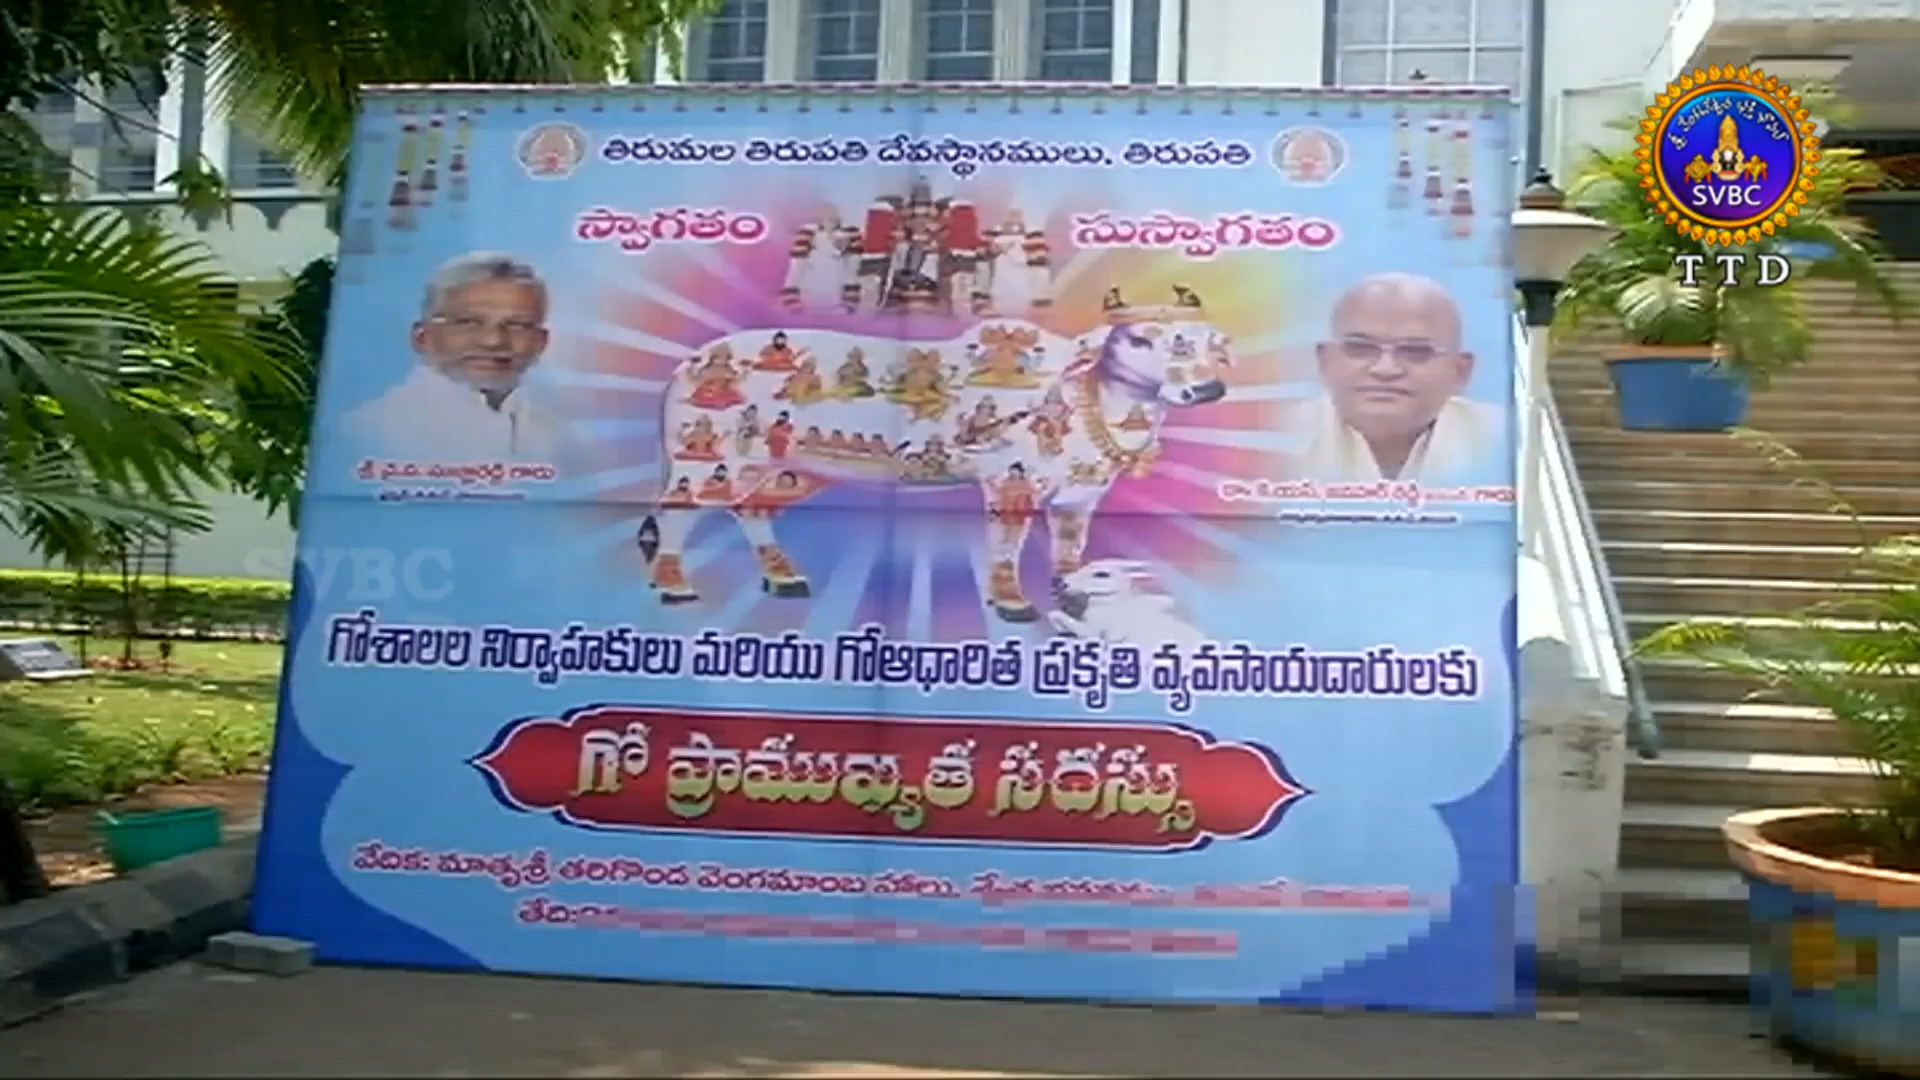 తిరుమల తిరుపతి దేవస్థానములు, తిరుపతి
స్వాగతం సుస్వాగతం
శ్రీ వై.వి. సుబ్బారెడ్డి గారు
గోశాలల నిర్వాహకులు మరియు గోఆధారిత ప్రకృతి వ్యవసాయదారులకు
గో ప్రాముఖ్యత సదస్సు
వేదిక: మాతృశ్రీ తరిగొండ వెంగమాంబ హాలు,
తేది:
SVBC
TTD
SVBC